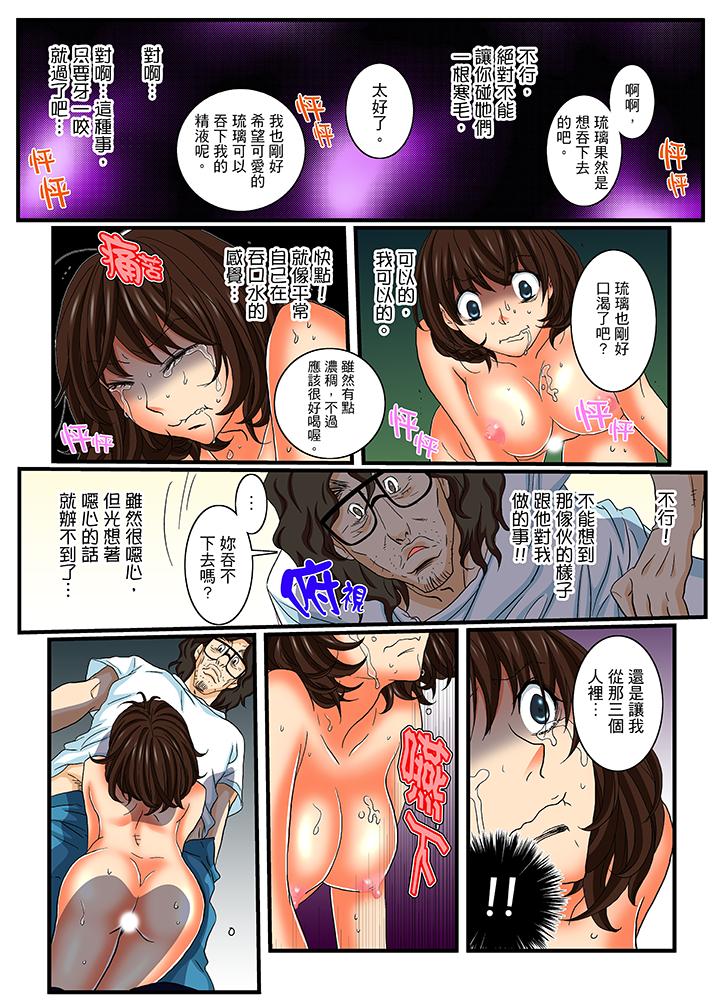 啊啊，
琉璃果然是
想吞下去
的吧。
不行，
絕對不能
讓你碰她們
一根寒毛，
太好了。
我也剛好
希望可愛的
琉璃可以
吞下我的
精液呢。
對啊…
對啊…這種事，
只要牙一咬
就過了吧…
怦怦
怦怦
怦怦
琉璃也剛好
口渴了吧？
可以的，
我可以的。
怦怦
怦怦
快點！
就像平常
自己在
吞口水的
感覺…
雖然有點
濃稠，不過
應該很好喝喔。
痛苦
怦怦
怦怦
不行！
不能想到
那傢伙的樣子
跟他對我
做的事!!
…
妳吞不
下去嗎？
俯視
雖然很噁心，
但光想著
噁心的話
就辦不到了…
還是讓我
從那三個
人裡…
!!